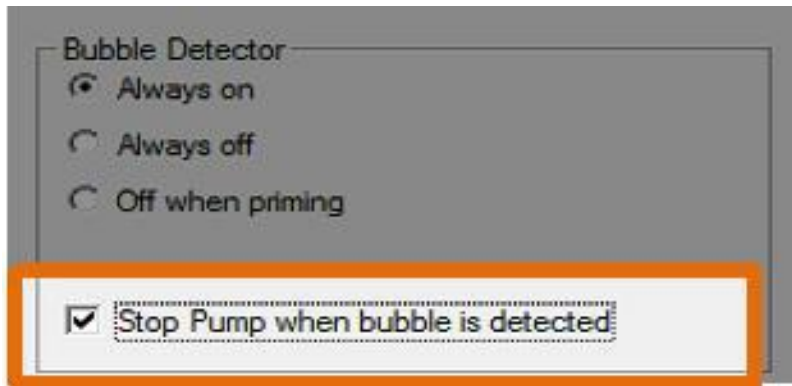 Bubble Detector
Always on
Always off
Off when priming
Stop Pump when bubble is detected